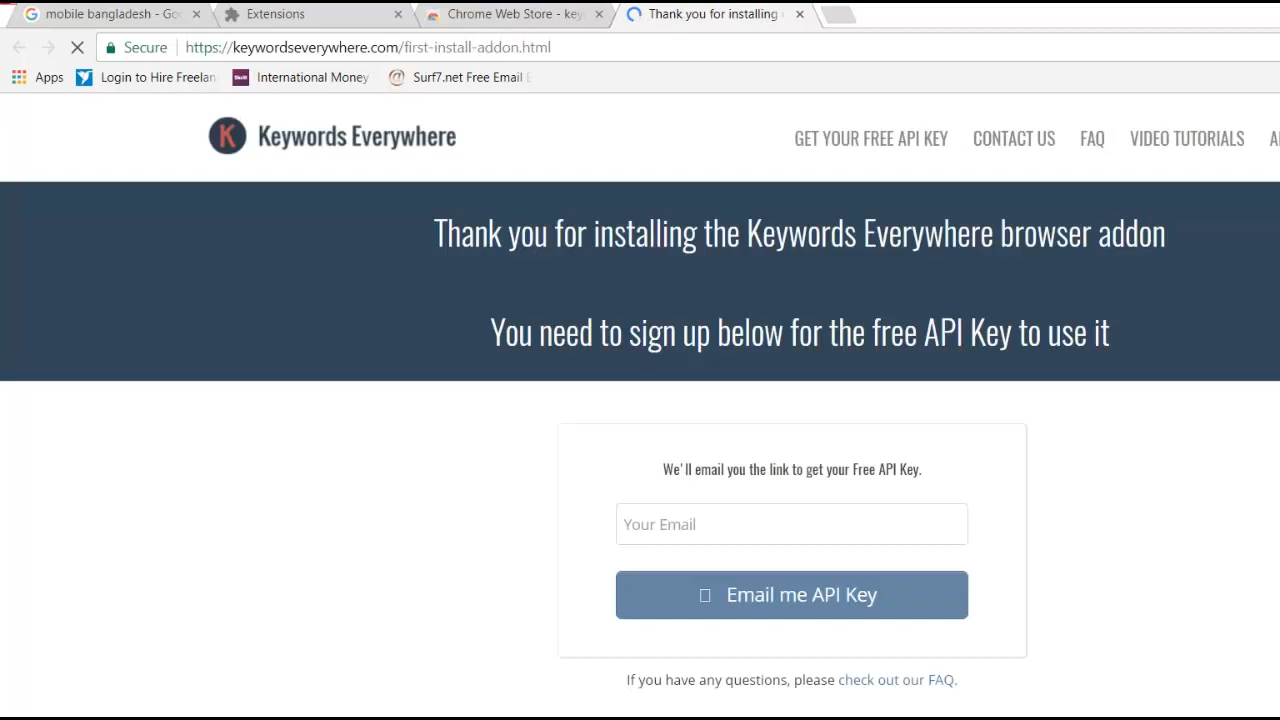 mobile bangladesh - Goo
Extensions
Chrome Web Store - key
Thank you for installing
Secure
https://keywordseverywhere.com/first-install-addon.html
Apps
Login to Hire Freelan
International Money
Surf7.net Free Email
K Keywords Everywhere
GET YOUR FREE API KEY
CONTACT US
FAQ
VIDEO TUTORIALS
Thank you for installing the Keywords Everywhere browser addon
You need to sign up below for the free API Key to use it
We'll email you the link to get your Free API Key.
Your Email
Email me API Key
If you have any questions, please check out our FAQ.